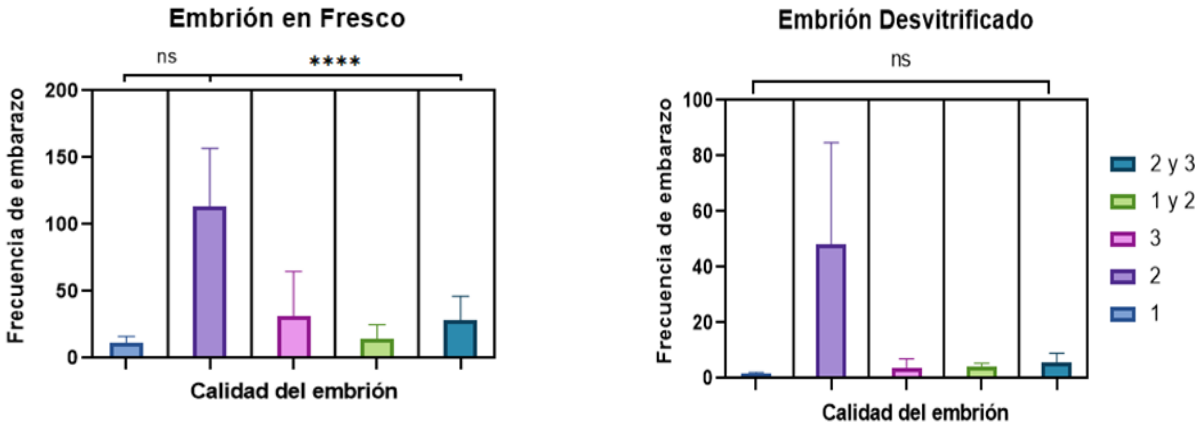 Embrión en Fresco
ns
****
Frecuencia de embarazo
200
150
100
50
0
Calidad del embrión
Embrión Desvitrificado
ns
Frecuencia de embarazo
100
80
60
40
20
0
Calidad del embrión
2 y 3
1 y 2
3
2
1